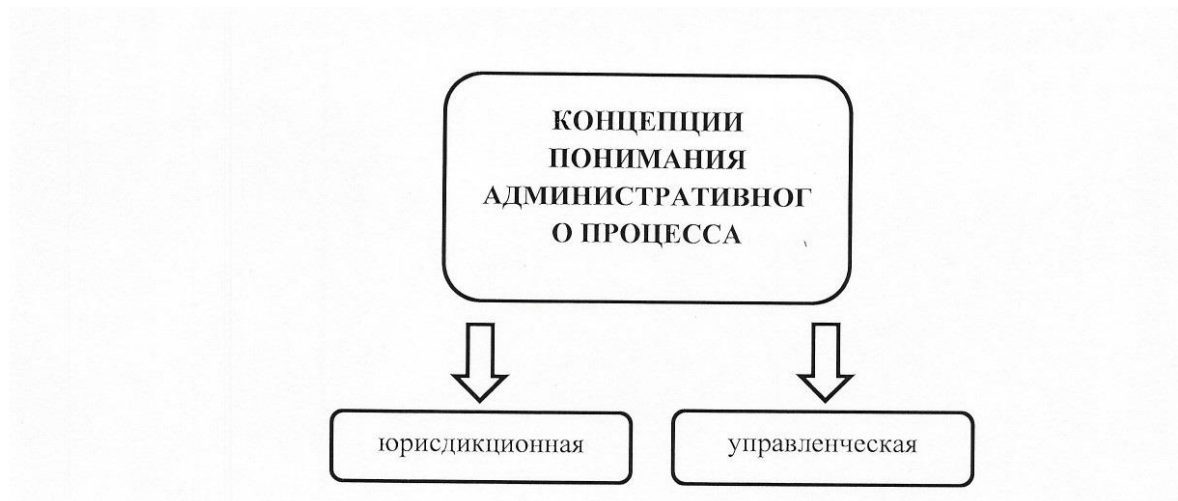 КОНЦЕПЦИИ
ПОНИМАНИЯ
АДМИНИСТРАТИВНОГ
О ПРОЦЕССА
юрисдикционная
управленческая